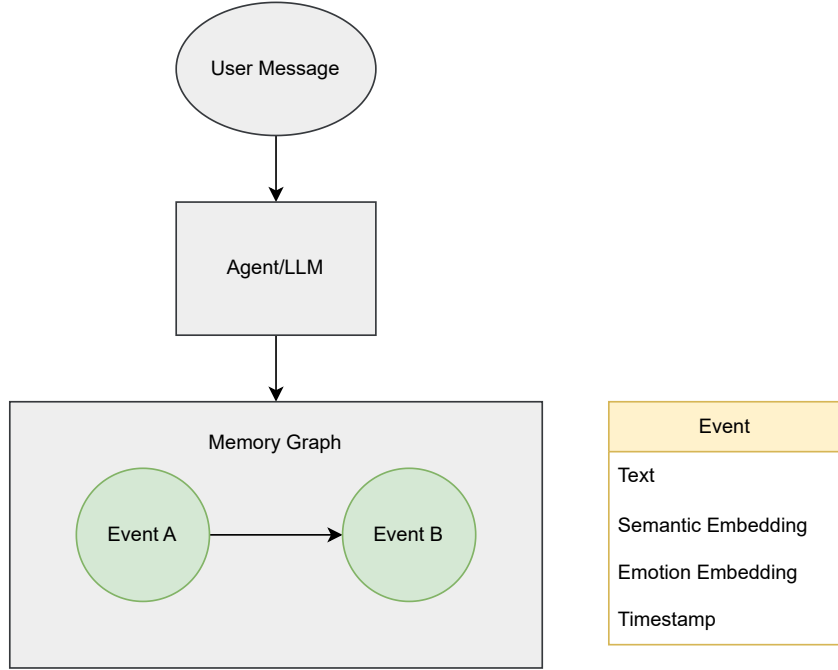 User Message
Agent/LLM
Memory Graph
Event A
Event B
Event
Text
Semantic Embedding
Emotion Embedding
Timestamp